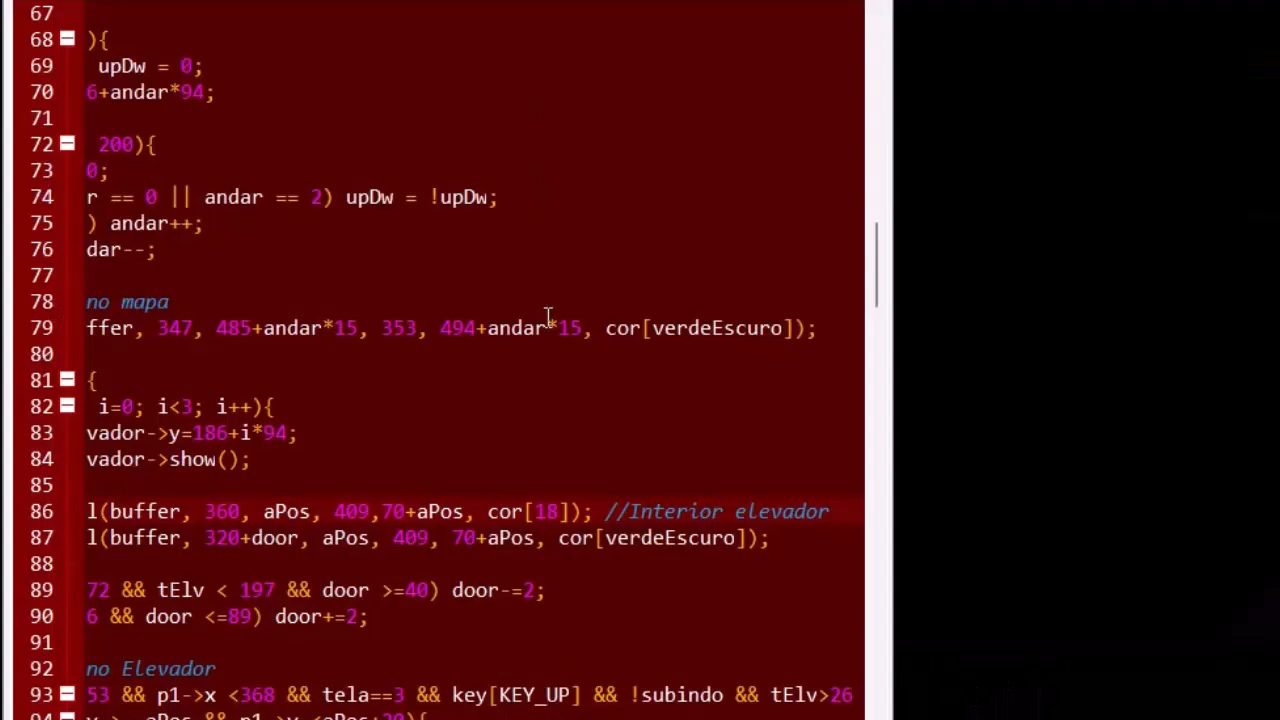 67
68 ){
69 upDw = 0;
70 6+andar*94;
71
72 200){
73 0;
74 r == 0 || andar == 2) upDw = !upDw;
75 ) andar++;
76 dar--;
77
78 no mapa
79 ffer, 347, 485+andar*15, 353, 494+andar*15, cor[verdeEscuro]);
80
81 {
82 i=0; i<3; i++){
83 vador->y=186+i*94;
84 vador->show();
85
86 l(buffer, 360, aPos, 409,70+aPos, cor[18]); //Interior elevador
87 l(buffer, 320+door, aPos, 409, 70+aPos, cor[verdeEscuro]);
88
89 72 && tElv < 197 && door >=40) door-=2;
90 6 && door <=89) door+=2;
91
92 no Elevador
93 53 && p1->x <368 && tela==3 && key[KEY_UP] && !subindo && tElv>26